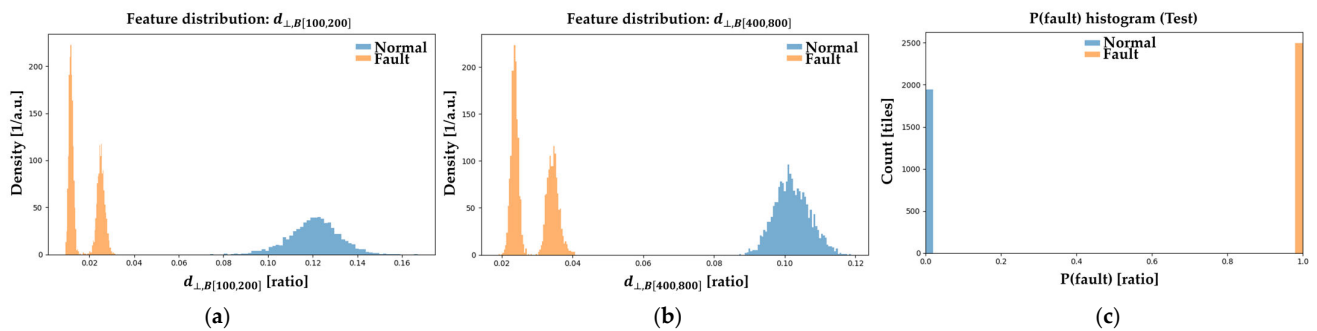 Feature distribution: d⊥,B[100,200]
Normal
Fault
Density [1/a.u.]
200
150
100
50
0
0.02 0.04 0.06 0.08 0.10 0.12 0.14 0.16
d⊥,B[100,200] [ratio]
(a)
Feature distribution: d⊥,B[400,800]
Normal
Fault
Density [1/a.u.]
200
150
100
50
0
0.02 0.04 0.06 0.08 0.10 0.12
d⊥,B[400,800] [ratio]
(b)
P(fault) histogram (Test)
Normal
Fault
Count [tiles]
2500
2000
1500
1000
500
0
0.0 0.2 0.4 0.6 0.8 1.0
P(fault) [ratio]
(c)